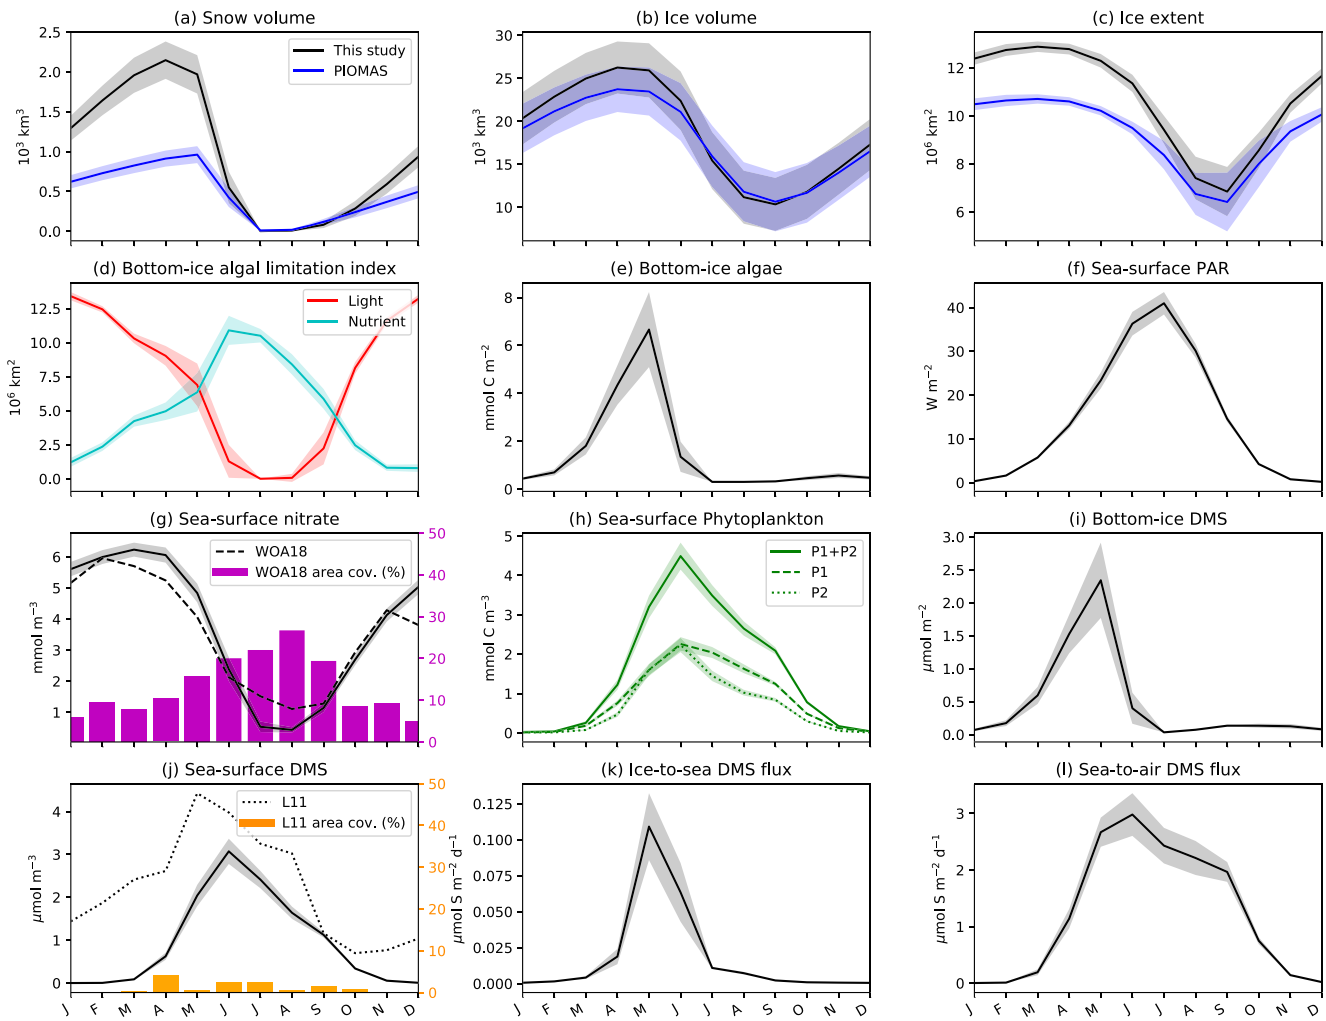 (a) Snow volume
(b) Ice volume
(c) Ice extent
10³ km³
2.5
2.0
1.5
1.0
0.5
0.0
This study
PIOMAS
10³ km³
30
25
20
15
10
10⁶ km²
12
10
8
6
(d) Bottom-ice algal limitation index
(e) Bottom-ice algae
(f) Sea-surface PAR
10⁶ km²
12.5
10.0
7.5
5.0
2.5
0.0
Light
Nutrient
mmol C m⁻²
8
6
4
2
0
W m⁻²
40
30
20
10
0
(g) Sea-surface nitrate
(h) Sea-surface Phytoplankton
(i) Bottom-ice DMS
mmol m⁻³
6
5
4
3
2
1
WOA18
WOA18 area cov. (%)
50
40
30
20
10
0
mmol C m⁻³
5
4
3
2
1
0
P1+P2
P1
P2
μmol m⁻²
3.0
2.5
2.0
1.5
1.0
0.5
0.0
(j) Sea-surface DMS
(k) Ice-to-sea DMS flux
(l) Sea-to-air DMS flux
μmol m⁻³
4
3
2
1
0
L11
L11 area cov. (%)
50
40
30
20
10
0
μmol S m⁻² d⁻¹
0.125
0.100
0.075
0.050
0.025
0.000
μmol S m⁻² d⁻¹
3
2
1
0
J F M A M J J A S O N D
J F M A M J J A S O N D
J F M A M J J A S O N D